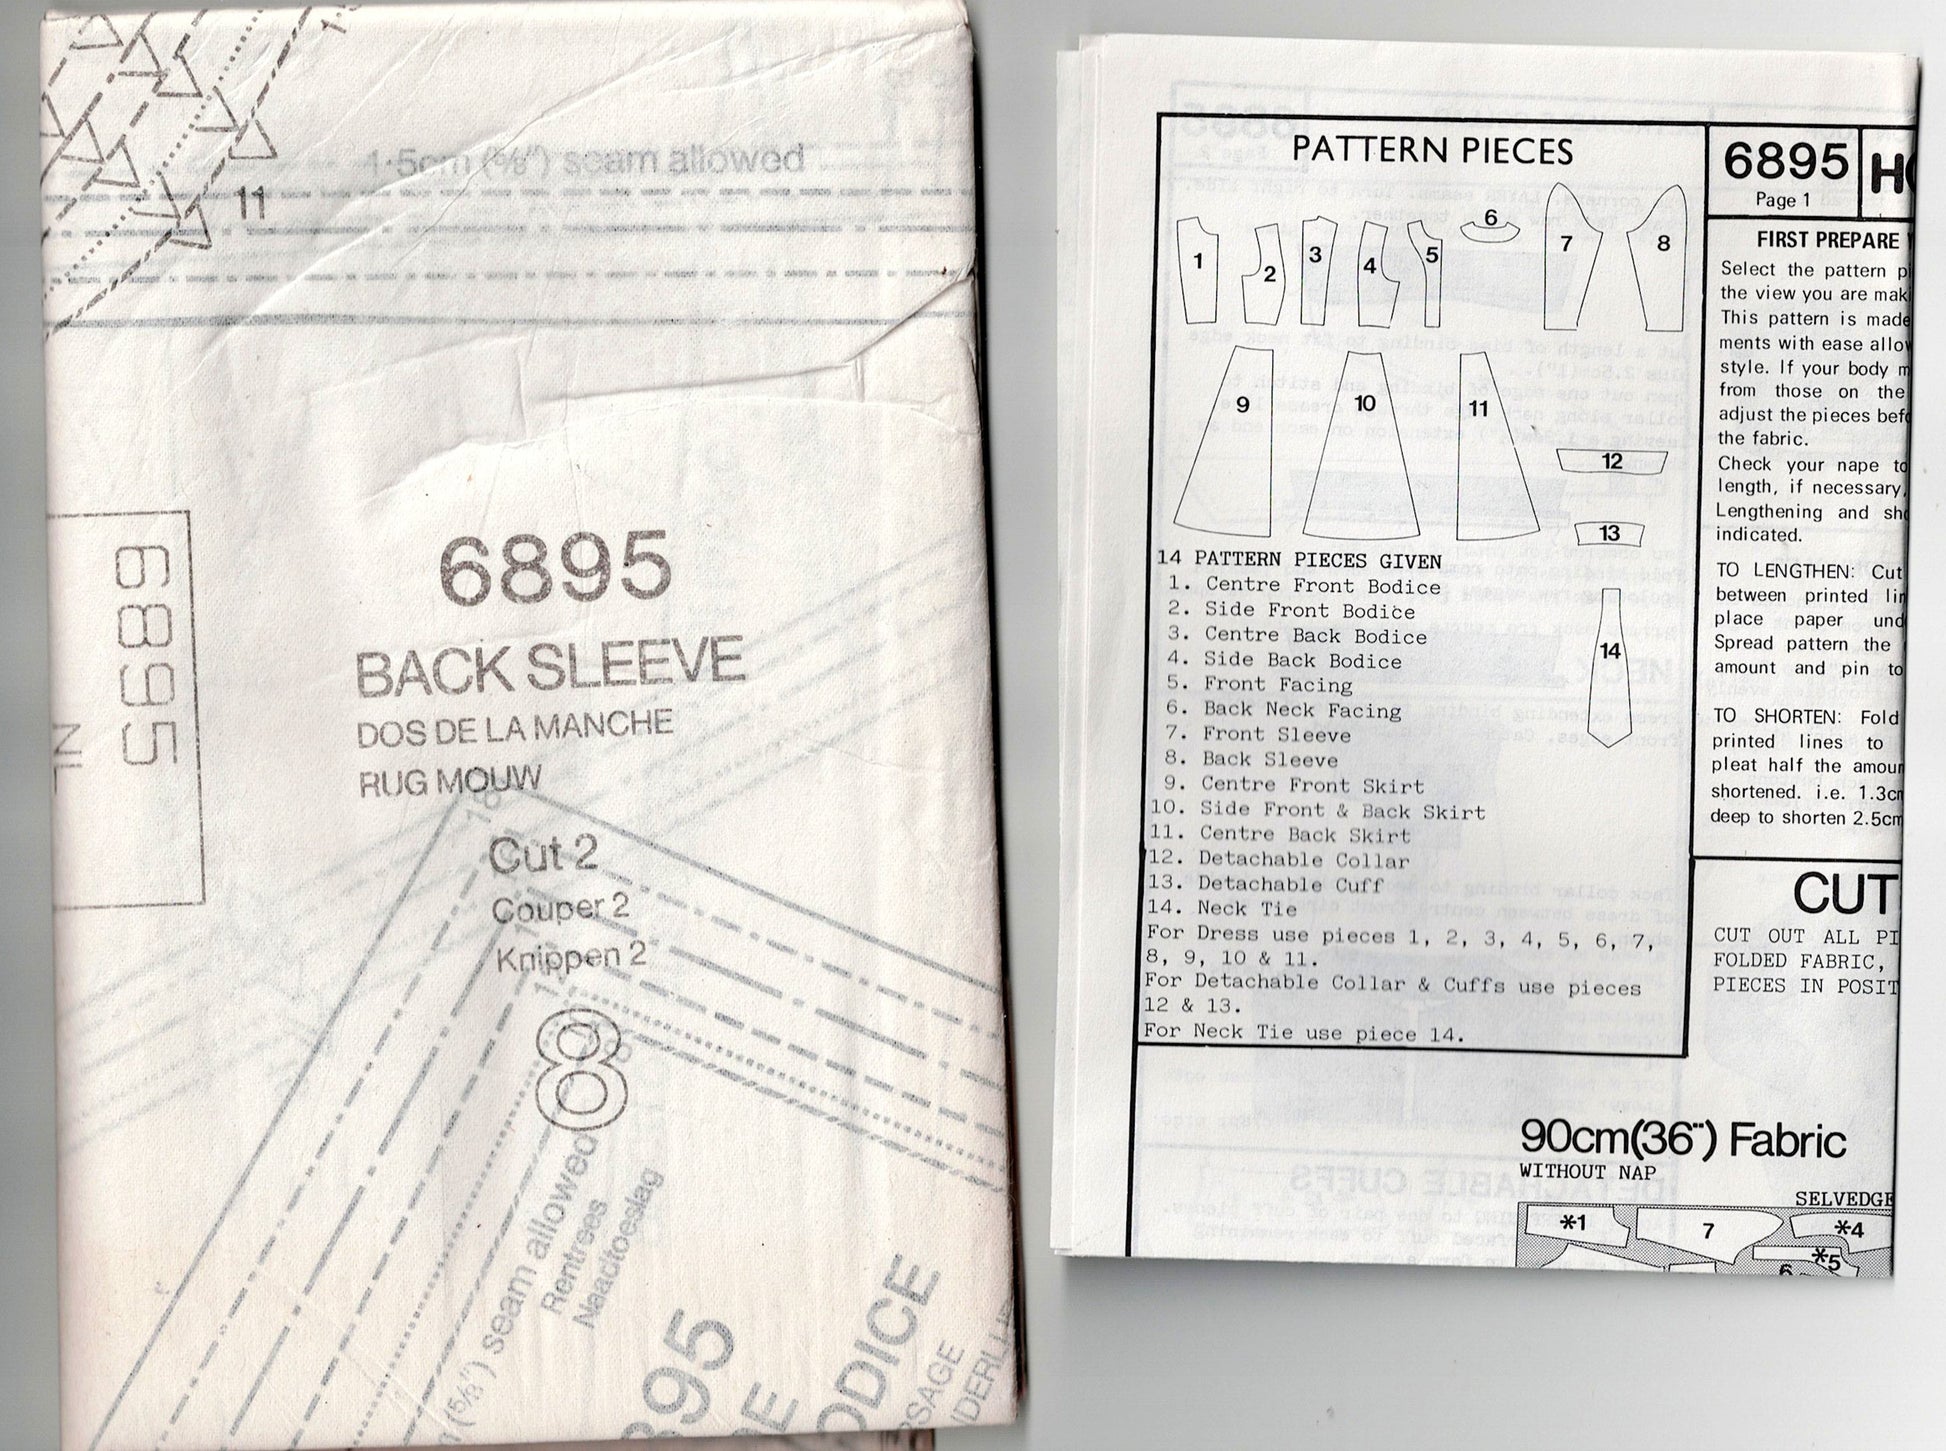 1·5cm (5/8") seam allowed
11
6895
NL
6895
BACK SLEEVE
DOS DE LA MANCHE
RUG MOUW
Cut 2
Couper 2
Knippen 2
8
(5/8") seam allowed
Rentrees
Naadtoeslag
PATTERN PIECES
1
2
3
4
5
6
7
8
9
10
11
12
13
14
14 PATTERN PIECES GIVEN
1. Centre Front Bodice
2. Side Front Bodice
3. Centre Back Bodice
4. Side Back Bodice
5. Front Facing
6. Back Neck Facing
7. Front Sleeve
8. Back Sleeve
9. Centre Front Skirt
10. Side Front & Back Skirt
11. Centre Back Skirt
12. Detachable Collar
13. Detachable Cuff
14. Neck Tie
For Dress use pieces 1, 2, 3, 4, 5, 6, 7,
8, 9, 10 & 11.
For Detachable Collar & Cuffs use pieces
12 & 13.
For Neck Tie use piece 14.
6895
Page 1
FIRST PREPARE
Select the pattern
the view you are
This pattern is made
ments with ease
style. If your body
from those on the
adjust the pieces
the fabric.
Check your nape to
length, if necessary,
Lengthening and
indicated.
TO LENGTHEN: Cut
between printed
place paper
Spread pattern the
amount and pin to
TO SHORTEN: Fold
printed lines to
pleat half the
shortened. i.e. 1.3cm
deep to shorten 2.5cm
CUT
CUT OUT ALL
FOLDED FABRIC,
PIECES IN
90cm(36") Fabric
WITHOUT NAP
SELVEDGE
*1
7
*4
*5
6